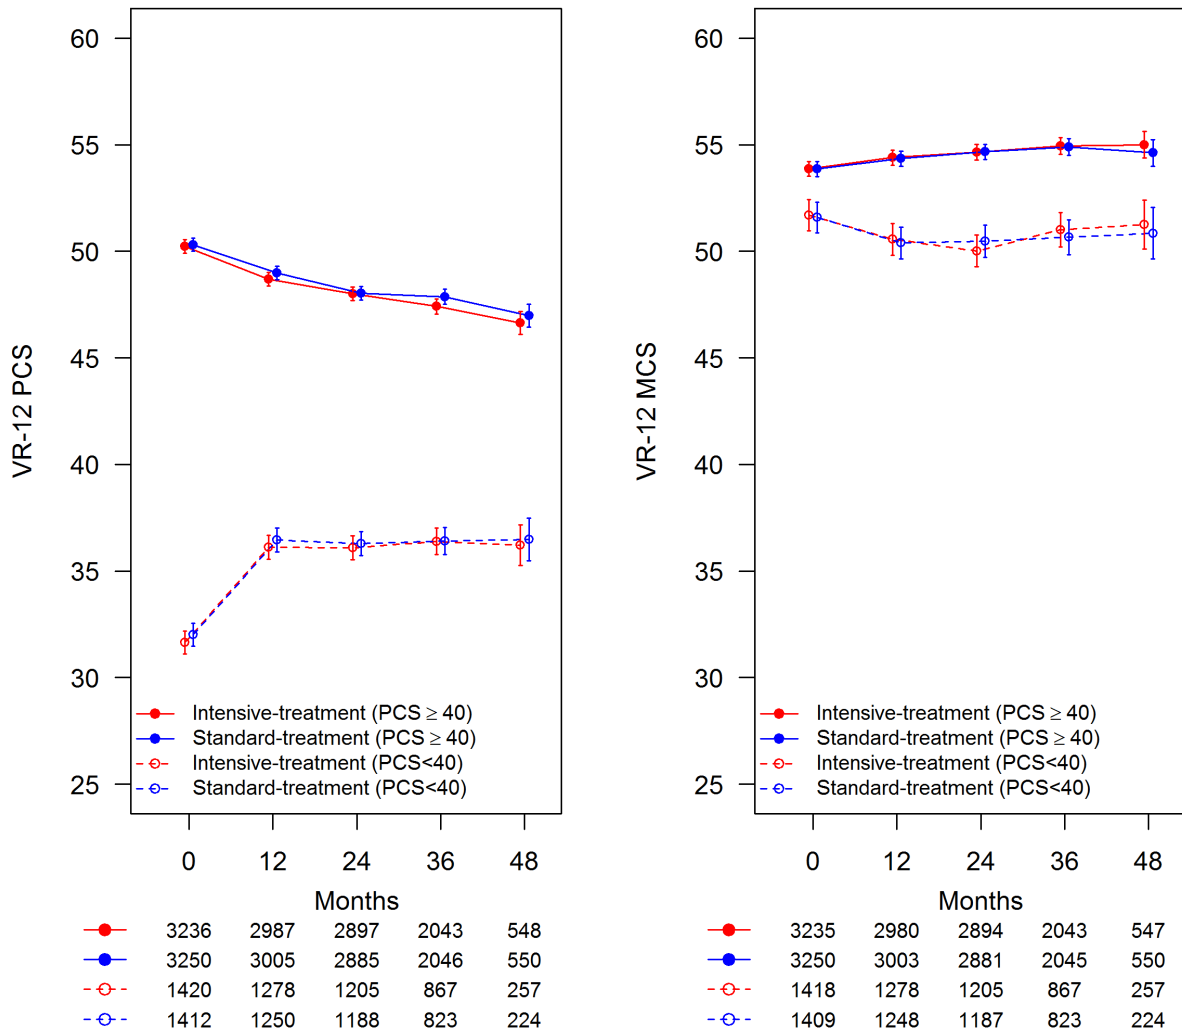 VR-12 PCS
60
55
50
45
40
35
30
25
Intensive-treatment (PCS ≥ 40)
Standard-treatment (PCS ≥ 40)
Intensive-treatment (PCS<40)
Standard-treatment (PCS<40)
0 12 24 36 48
Months
3236 2987 2897 2043 548
3250 3005 2885 2046 550
1420 1278 1205 867 257
1412 1250 1188 823 224
VR-12 MCS
60
55
50
45
40
35
30
25
Intensive-treatment (PCS ≥ 40)
Standard-treatment (PCS ≥ 40)
Intensive-treatment (PCS<40)
Standard-treatment (PCS<40)
0 12 24 36 48
Months
3235 2980 2894 2043 547
3250 3003 2881 2045 550
1418 1278 1205 867 257
1409 1248 1187 823 224